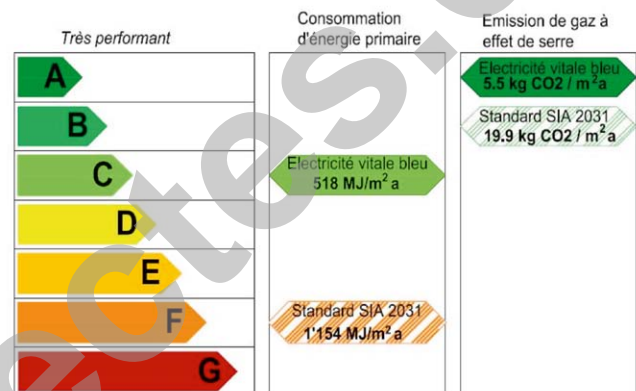 Très performant
Consommation
d'énergie primaire
Emission de gaz à
effet de serre
A
Electricité vitale bleu
5.5 kg CO2 / m²a
B
Standard SIA 2031
19.9 kg CO2 / m²a
C
Electricité vitale bleu
518 MJ/m² a
D
E
F
Standard SIA 2031
1'154 MJ/m² a
G